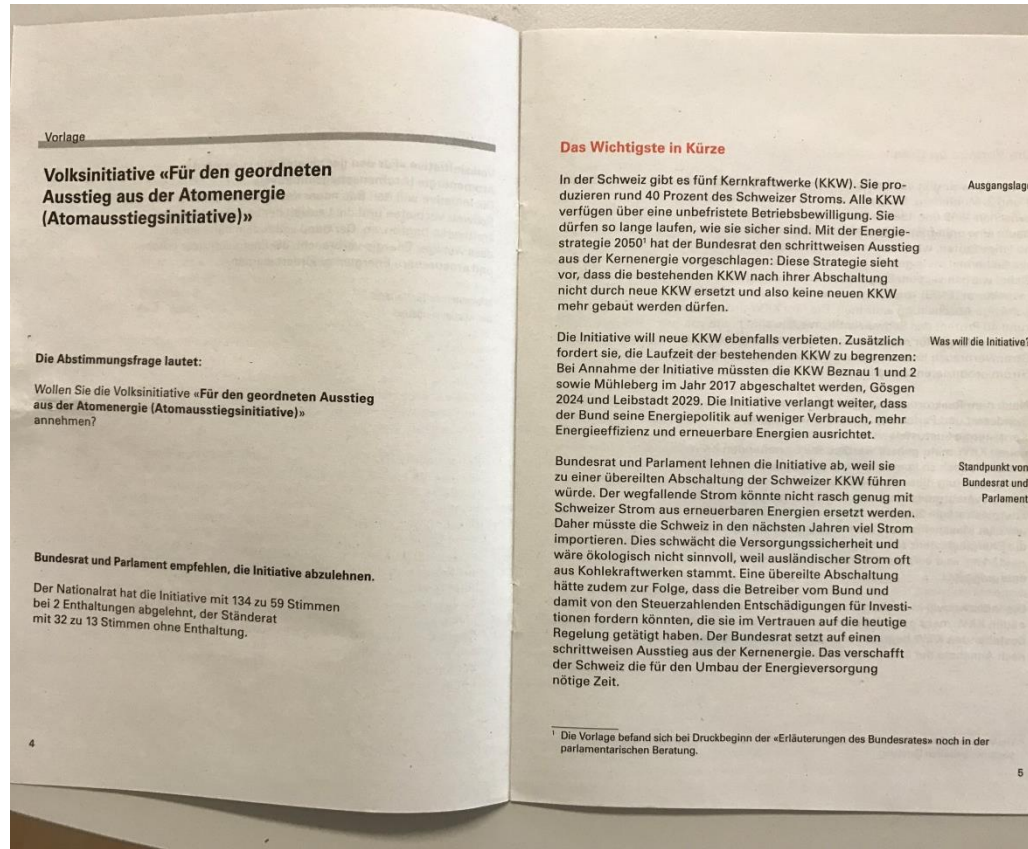 Vorlage
Volksinitiative «Für den geordneten
Ausstieg aus der Atomenergie
(Atomausstiegsinitiative)»
Die Abstimmungsfrage lautet:
Wollen Sie die Volksinitiative «Für den geordneten Ausstieg
aus der Atomenergie (Atomausstiegsinitiative)»
annehmen?
Bundesrat und Parlament empfehlen, die Initiative abzulehnen.
Der Nationalrat hat die Initiative mit 134 zu 59 Stimmen
bei 2 Enthaltungen abgelehnt, der Ständerat
mit 32 zu 13 Stimmen ohne Enthaltung.
4
Das Wichtigste in Kürze
Ausgangslage
In der Schweiz gibt es fünf Kernkraftwerke (KKW). Sie pro-
duzieren rund 40 Prozent des Schweizer Stroms. Alle KKW
verfügen über eine unbefristete Betriebsbewilligung. Sie
dürfen so lange laufen, wie sie sicher sind. Mit der Energie-
strategie 2050¹ hat der Bundesrat den schrittweisen Ausstieg
aus der Kernenergie vorgeschlagen: Diese Strategie sieht
vor, dass die bestehenden KKW nach ihrer Abschaltung
nicht durch neue KKW ersetzt und also keine neuen KKW
mehr gebaut werden dürfen.
Was will die Initiative?
Die Initiative will neue KKW ebenfalls verbieten. Zusätzlich
fordert sie, die Laufzeit der bestehenden KKW zu begrenzen:
Bei Annahme der Initiative müssten die KKW Beznau 1 und 2
sowie Mühleberg im Jahr 2017 abgeschaltet werden, Gösgen
2024 und Leibstadt 2029. Die Initiative verlangt weiter, dass
der Bund seine Energiepolitik auf weniger Verbrauch, mehr
Energieeffizienz und erneuerbare Energien ausrichtet.
Standpunkt von
Bundesrat und
Parlament
Bundesrat und Parlament lehnen die Initiative ab, weil sie
zu einer übereilten Abschaltung der Schweizer KKW führen
würde. Der wegfallende Strom könnte nicht rasch genug mit
Schweizer Strom aus erneuerbaren Energien ersetzt werden.
Daher müsste die Schweiz in den nächsten Jahren viel Strom
importieren. Dies schwächt die Versorgungssicherheit und
wäre ökologisch nicht sinnvoll, weil ausländischer Strom oft
aus Kohlekraftwerken stammt. Eine übereilte Abschaltung
hätte zudem zur Folge, dass die Betreiber vom Bund und
damit von den Steuerzahlenden Entschädigungen für Investi-
tionen fordern könnten, die sie im Vertrauen auf die heutige
Regelung getätigt haben. Der Bundesrat setzt auf einen
schrittweisen Ausstieg aus der Kernenergie. Das verschafft
der Schweiz die für den Umbau der Energieversorgung
nötige Zeit.
¹ Die Vorlage befand sich bei Druckbeginn der «Erläuterungen des Bundesrates» noch in der
parlamentarischen Beratung.
5